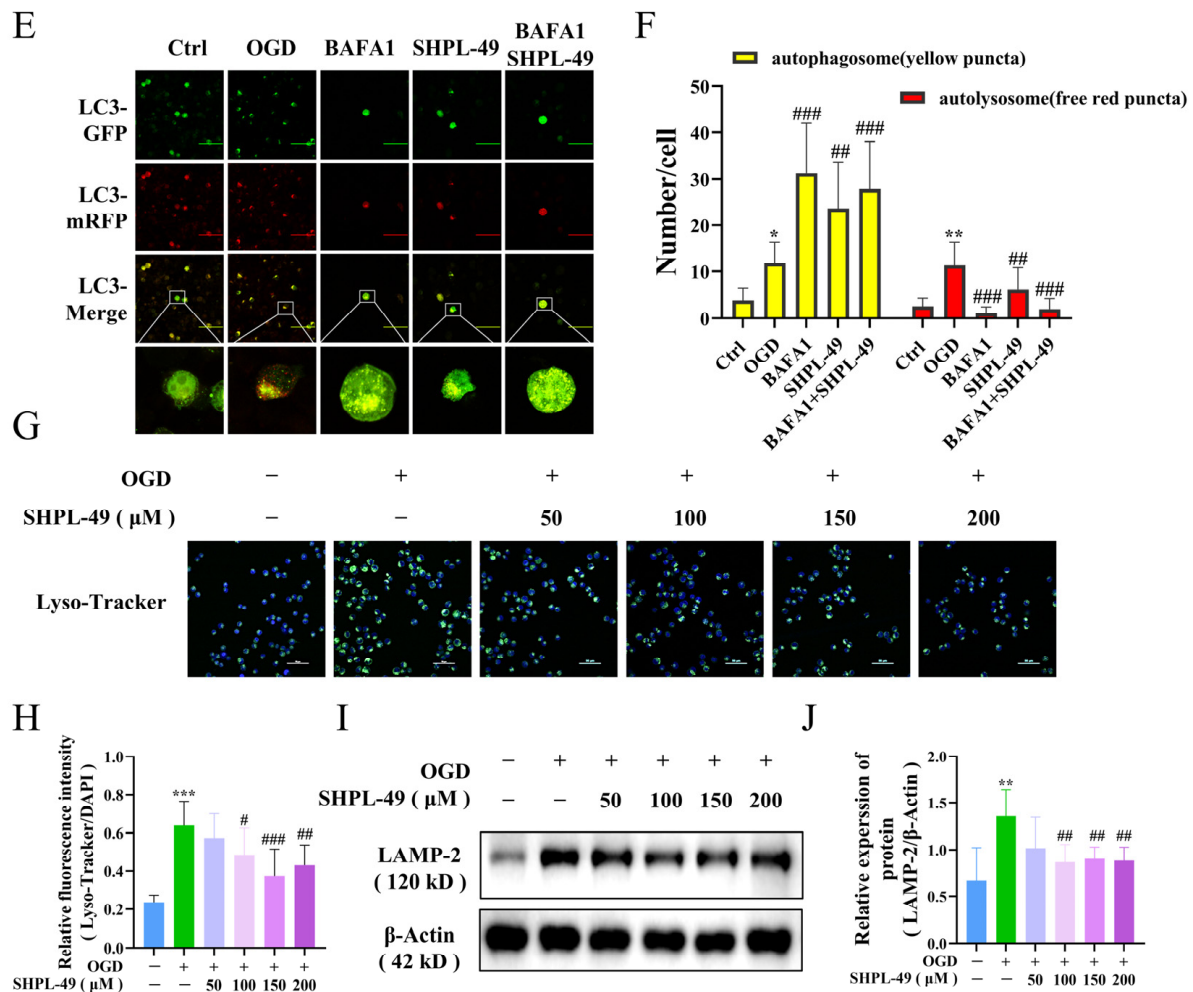 E
Ctrl OGD BAFA1 SHPL-49 BAFA1
SHPL-49
LC3-
GFP
LC3-
mRFP
LC3-
Merge
F
autophagosome(yellow puncta)
autolysosome(free red puncta)
Number/cell
50
40
30
20
10
0
* ### ## ### ** ### ## ###
Ctrl OGD BAFA1 SHPL-49 BAFA1+SHPL-49 Ctrl OGD BAFA1 SHPL-49 BAFA1+SHPL-49
G
OGD − + + + + +
SHPL-49 ( μM ) − − 50 100 150 200
Lyso-Tracker
H
Relative fluorescence intensity
( Lyso-Tracker/DAPI )
1.0
0.8
0.6
0.4
0.2
0.0
*** # ### ##
OGD − + + + + +
SHPL-49 ( μM ) − − 50 100 150 200
I
OGD − + + + + +
SHPL-49 ( μM ) − − 50 100 150 200
LAMP-2
( 120 kD )
β-Actin
( 42 kD )
J
Relative experssion of
protein
( LAMP-2/β-Actin )
2.0
1.5
1.0
0.5
0.0
** ## ## ##
OGD − + + + + +
SHPL-49 ( μM ) − − 50 100 150 200